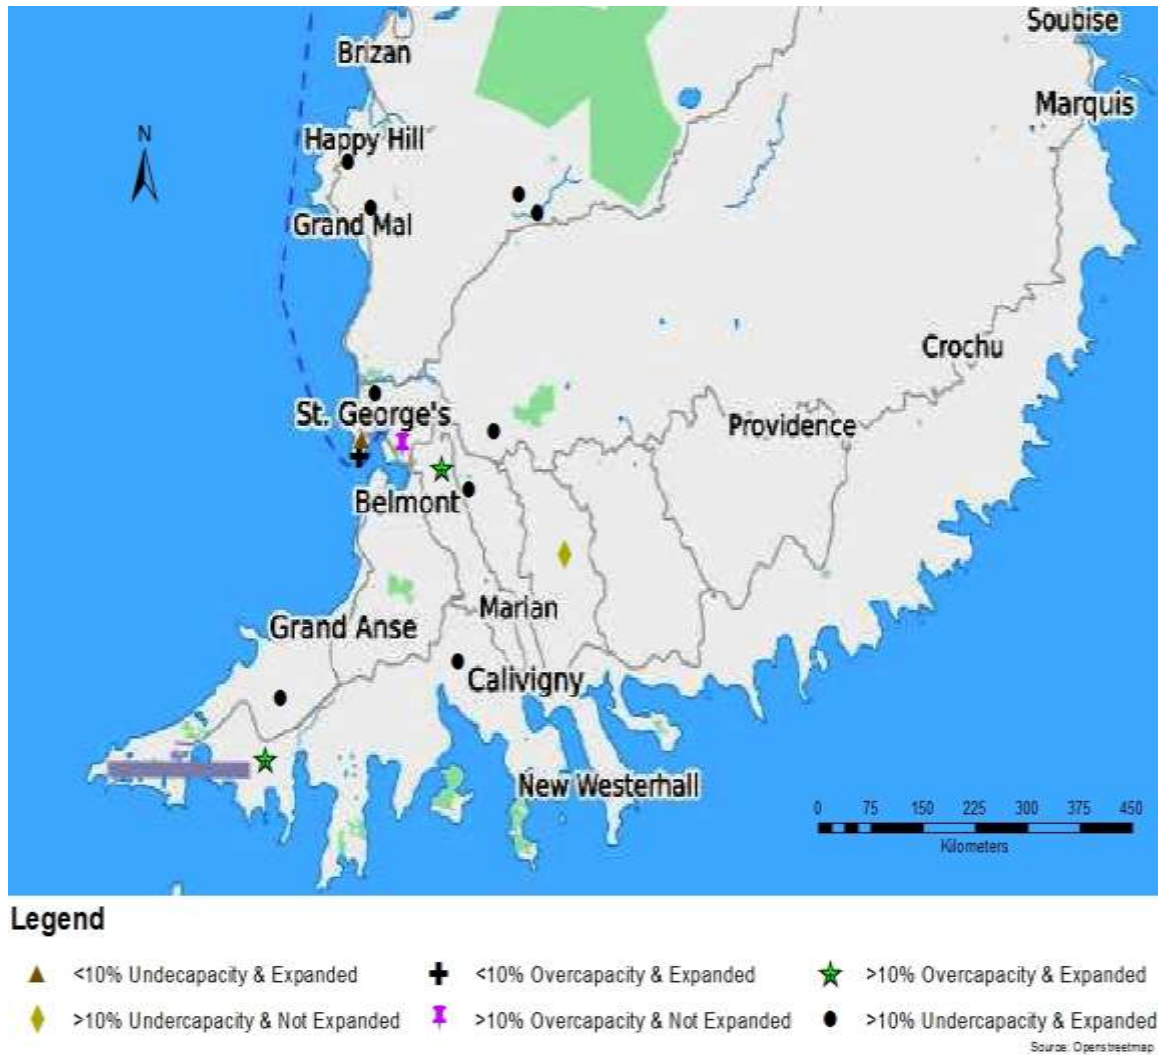 Soubise
Brizan
Marquis
N
Happy Hill
Grand Mal
Crochu
St. George's
Providence
Belmont
Marian
Grand Anse
Calivigny
New Westerhall
0 75 150 225 300 375 450
Kilometers
Legend
<10% Undecapacity & Expanded
<10% Overcapacity & Expanded
>10% Overcapacity & Expanded
>10% Undercapacity & Not Expanded
>10% Overcapacity & Not Expanded
>10% Undercapacity & Expanded
Source: Openstreetmap